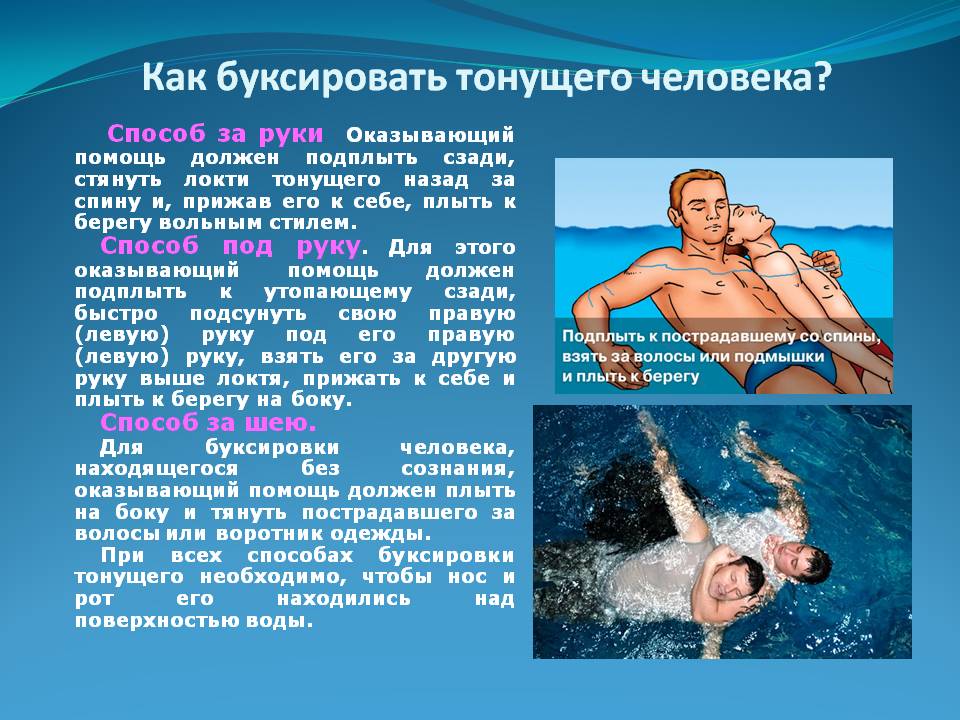 Как буксировать тонущего человека?
Способ за руки Оказывающий
помощь должен подплыть сзади,
стянуть локти тонущего назад за
спину и, прижав его к себе, плыть к
берегу вольным стилем.
Способ под руку. Для этого
оказывающий помощь должен
подплыть к утопающему сзади,
быстро подсунуть свою правую
(левую) руку под его правую
(левую) руку, взять его за другую
руку выше локтя, прижать к себе и
плыть к берегу на боку.
Способ за шею.
Для буксировки человека,
находящегося без сознания,
оказывающий помощь должен плыть
на боку и тянуть пострадавшего за
волосы или воротник одежды.
При всех способах буксировки
тонущего необходимо, чтобы нос и
рот его находились над
поверхностью воды.
Подплыть к пострадавшему со спины,
взять за волосы или подмышки
и плыть к берегу